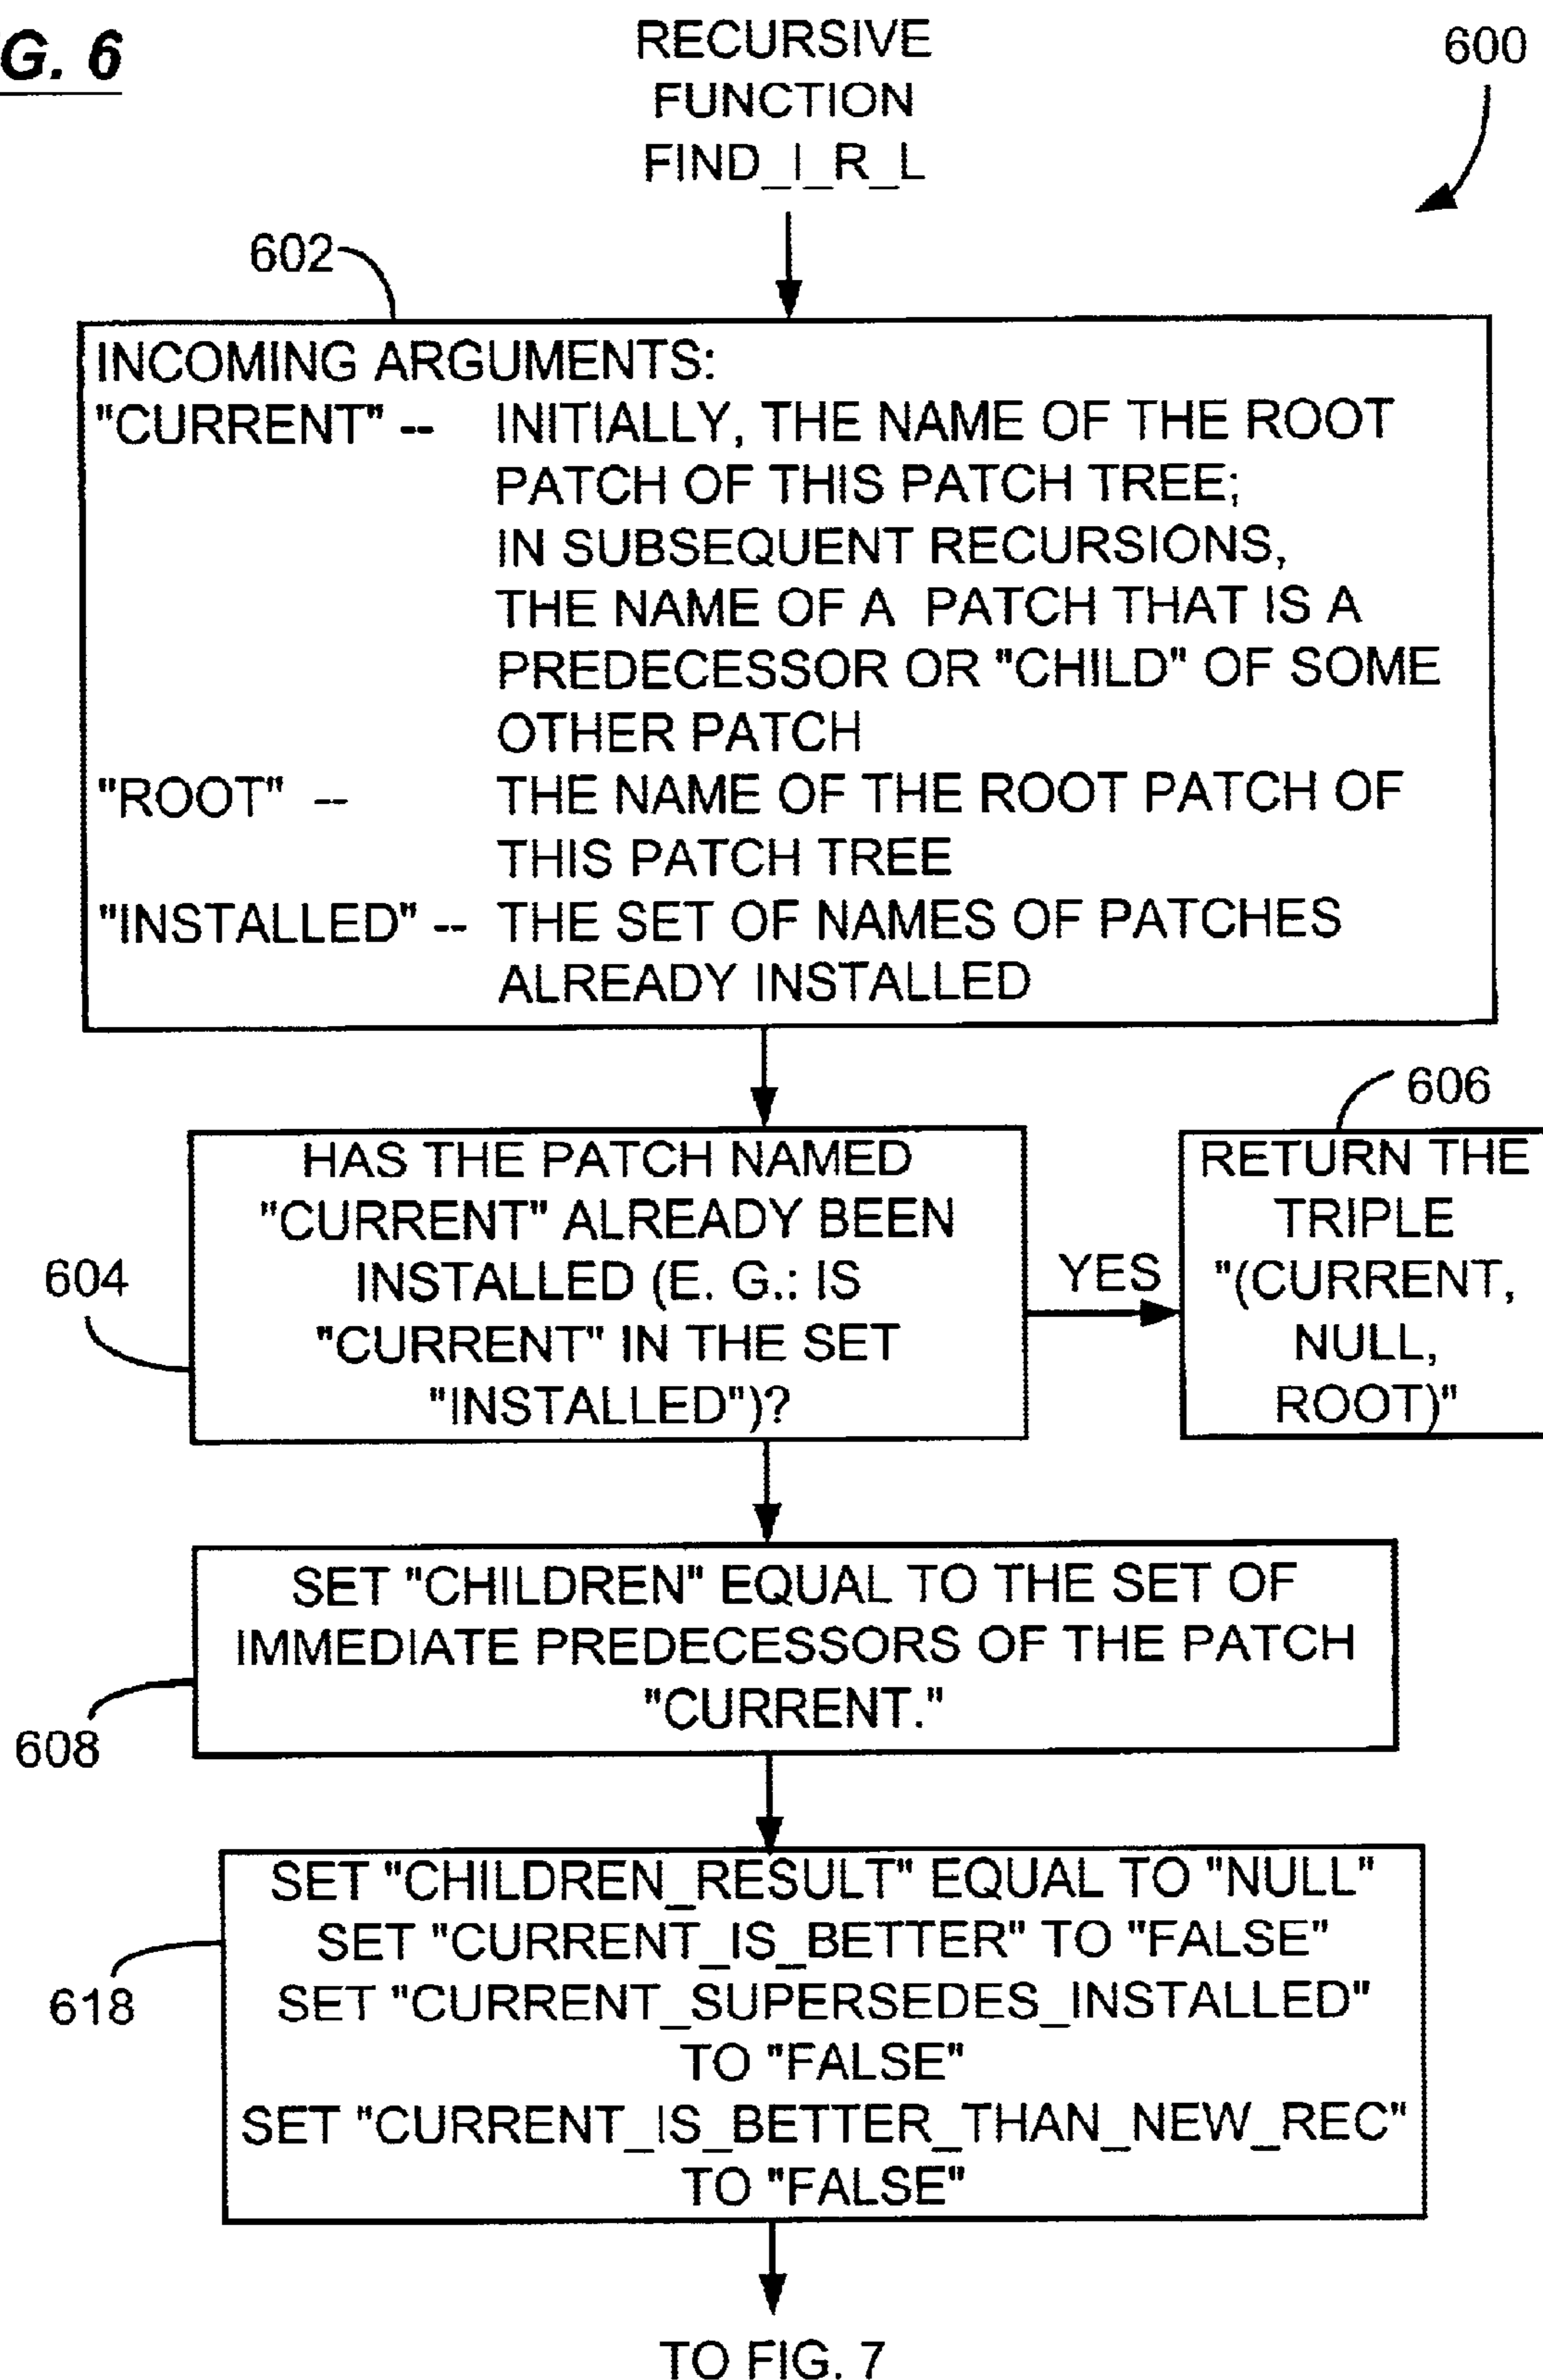 G. 6
RECURSIVE
FUNCTION
FIND_I_R_L
600
602
INCOMING ARGUMENTS:
"CURRENT" -- INITIALLY, THE NAME OF THE ROOT
PATCH OF THIS PATCH TREE;
IN SUBSEQUENT RECURSIONS,
THE NAME OF A PATCH THAT IS A
PREDECESSOR OR "CHILD" OF SOME
OTHER PATCH
"ROOT" -- THE NAME OF THE ROOT PATCH OF
THIS PATCH TREE
"INSTALLED" -- THE SET OF NAMES OF PATCHES
ALREADY INSTALLED
604
HAS THE PATCH NAMED
"CURRENT" ALREADY BEEN
INSTALLED (E. G.: IS
"CURRENT" IN THE SET
"INSTALLED")?
YES
606
RETURN THE
TRIPLE
"(CURRENT,
NULL,
ROOT)"
608
SET "CHILDREN" EQUAL TO THE SET OF
IMMEDIATE PREDECESSORS OF THE PATCH
"CURRENT."
618
SET "CHILDREN_RESULT" EQUAL TO "NULL"
SET "CURRENT_IS_BETTER" TO "FALSE"
SET "CURRENT_SUPERSEDES_INSTALLED"
TO "FALSE"
SET "CURRENT_IS_BETTER_THAN_NEW_REC"
TO "FALSE"
TO FIG. 7